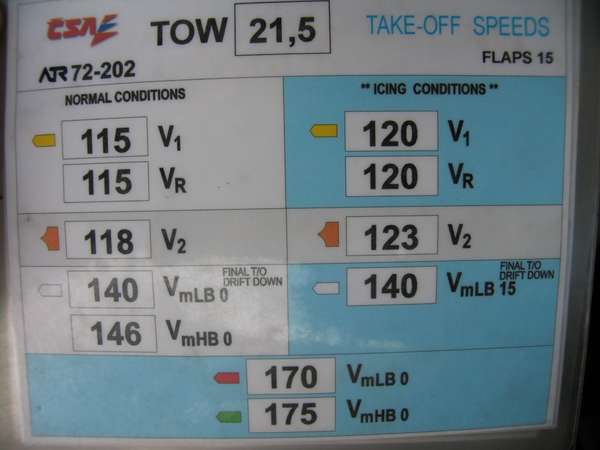 CSA TOW 21,5 TAKE-OFF SPEEDS
ATR 72-202 FLAPS 15
NORMAL CONDITIONS ** ICING CONDITIONS **
115 V1 120 V1
115 VR 120 VR
118 V2 123 V2
FINAL T/O FINAL T/O
DRIFT DOWN DRIFT DOWN
140 VmLB 0 140 VmLB 15
146 VmHB 0
170 VmLB 0
175 VmHB 0